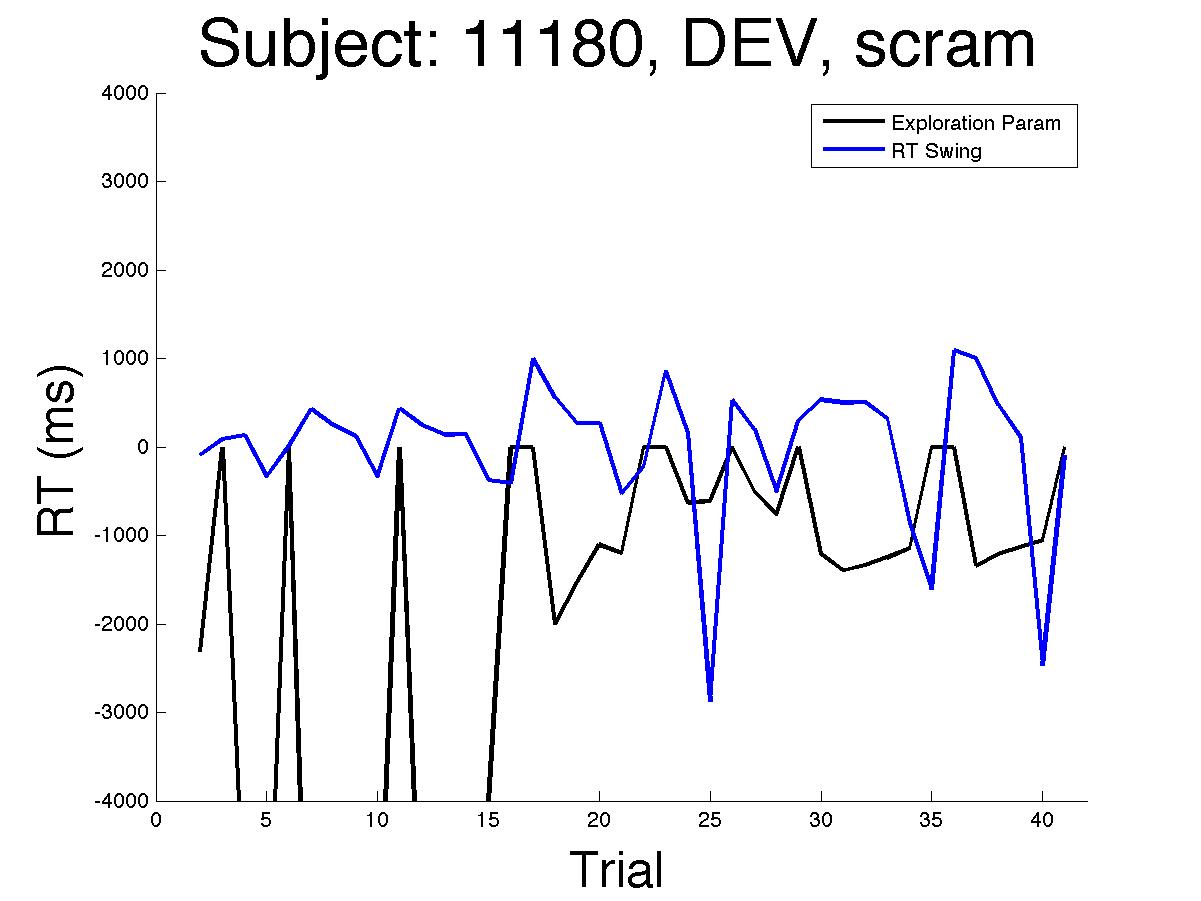 Subject: 11180, DEV, scram
4000
3000
2000
1000
0
-1000
-2000
-3000
-4000
RT (ms)
Exploration Param
RT Swing
0 5 10 15 20 25 30 35 40
Trial